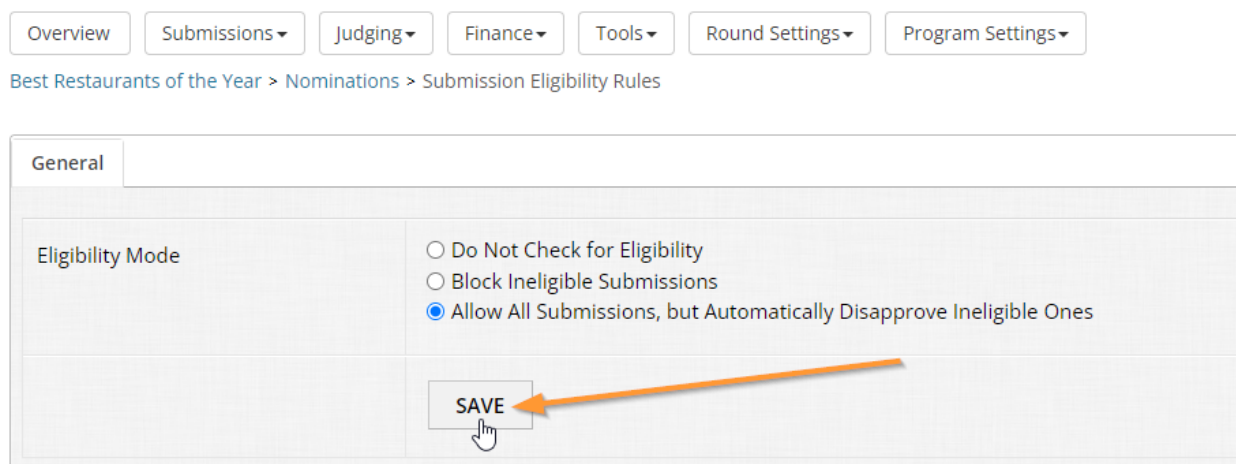 Overview Submissions Judging Finance Tools Round Settings Program Settings
Best Restaurants of the Year > Nominations > Submission Eligibility Rules
General
Eligibility Mode
Do Not Check for Eligibility
Block Ineligible Submissions
Allow All Submissions, but Automatically Disapprove Ineligible Ones
SAVE